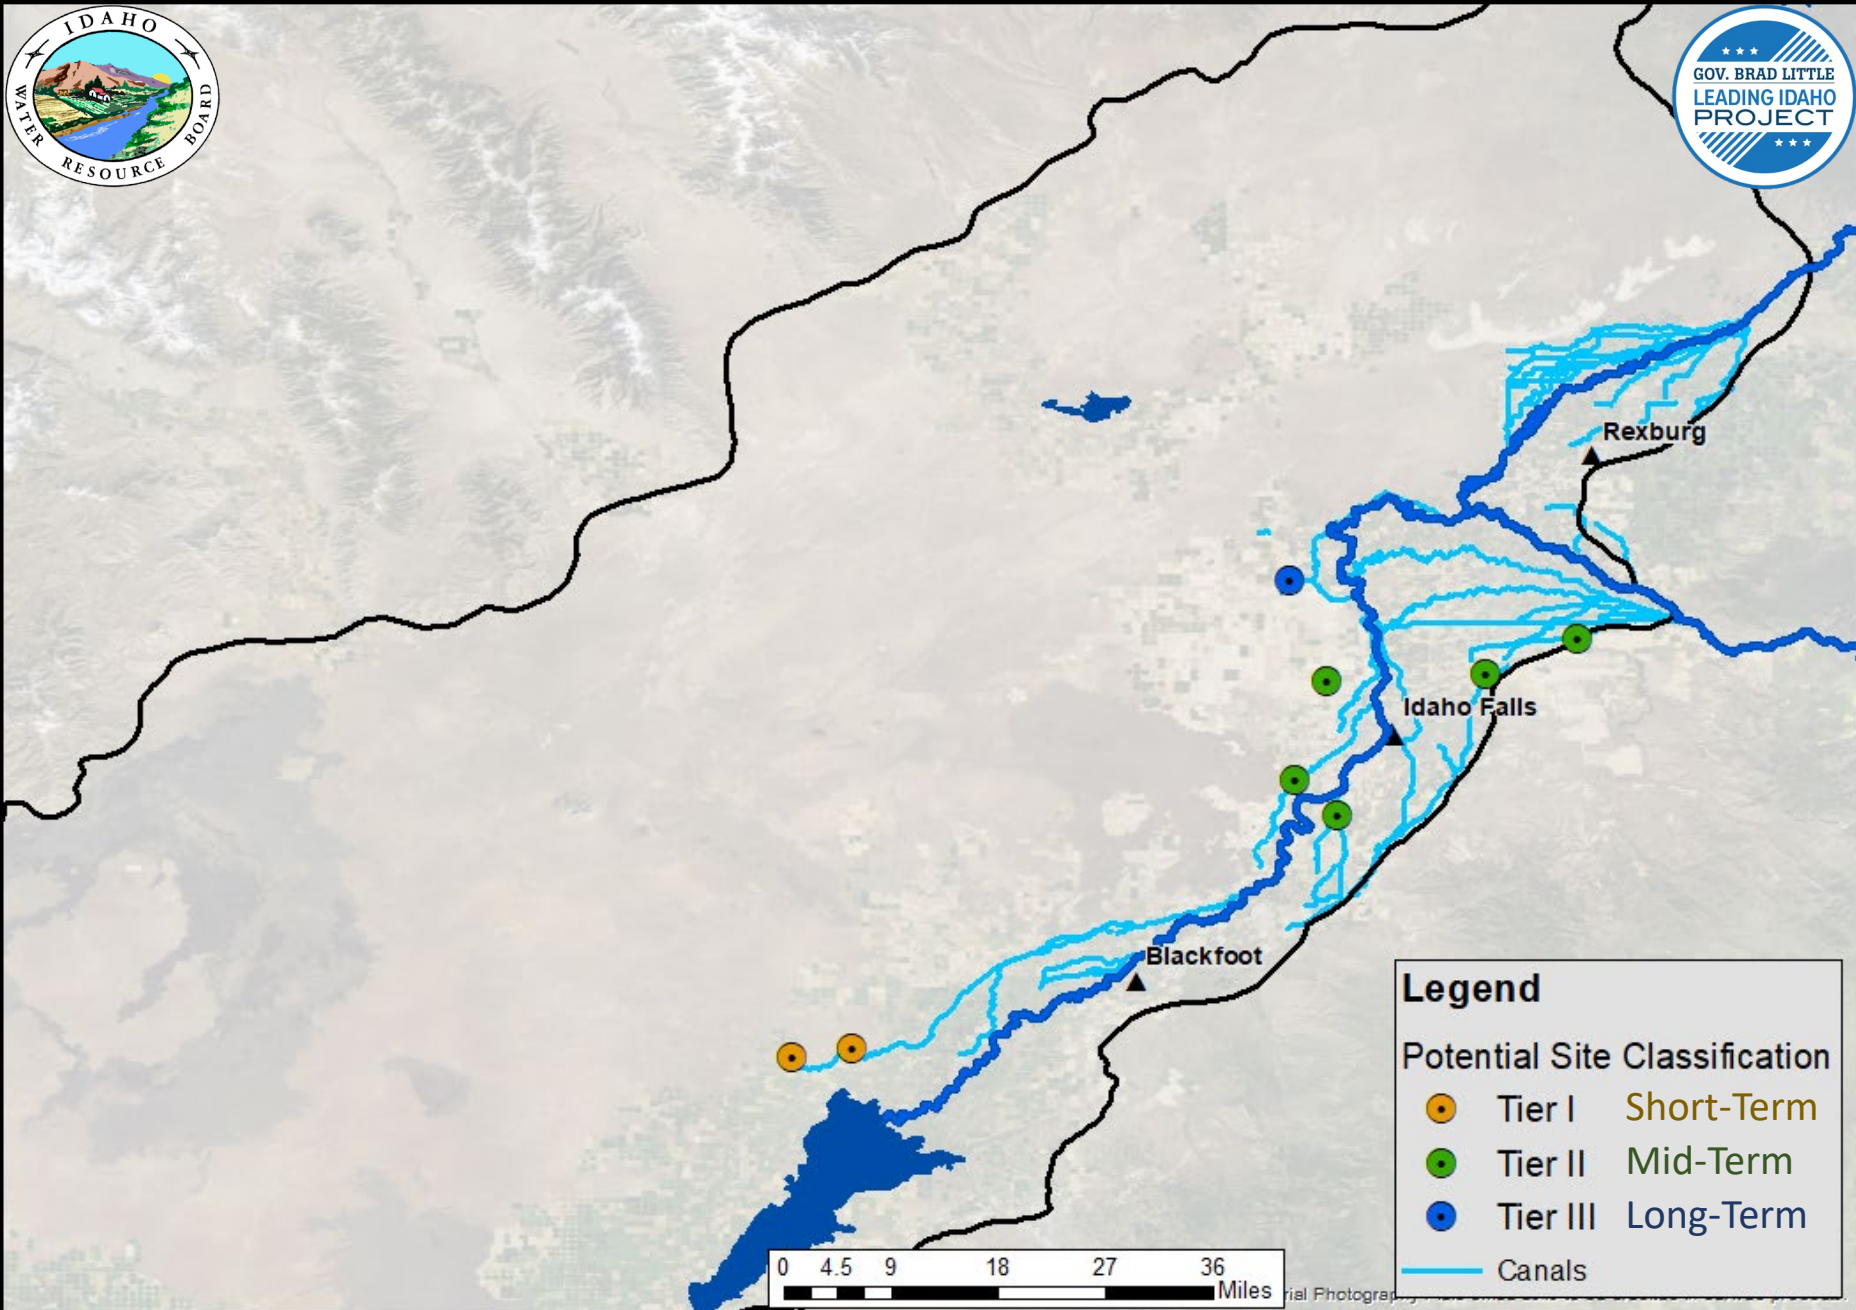 IDAHO
WATER RESOURCE BOARD
GOV. BRAD LITTLE
LEADING IDAHO
PROJECT
Rexburg
Idaho Falls
Blackfoot
Legend
Potential Site Classification
Tier I Short-Term
Tier II Mid-Term
Tier III Long-Term
Canals
0 4.5 9 18 27 36
Miles